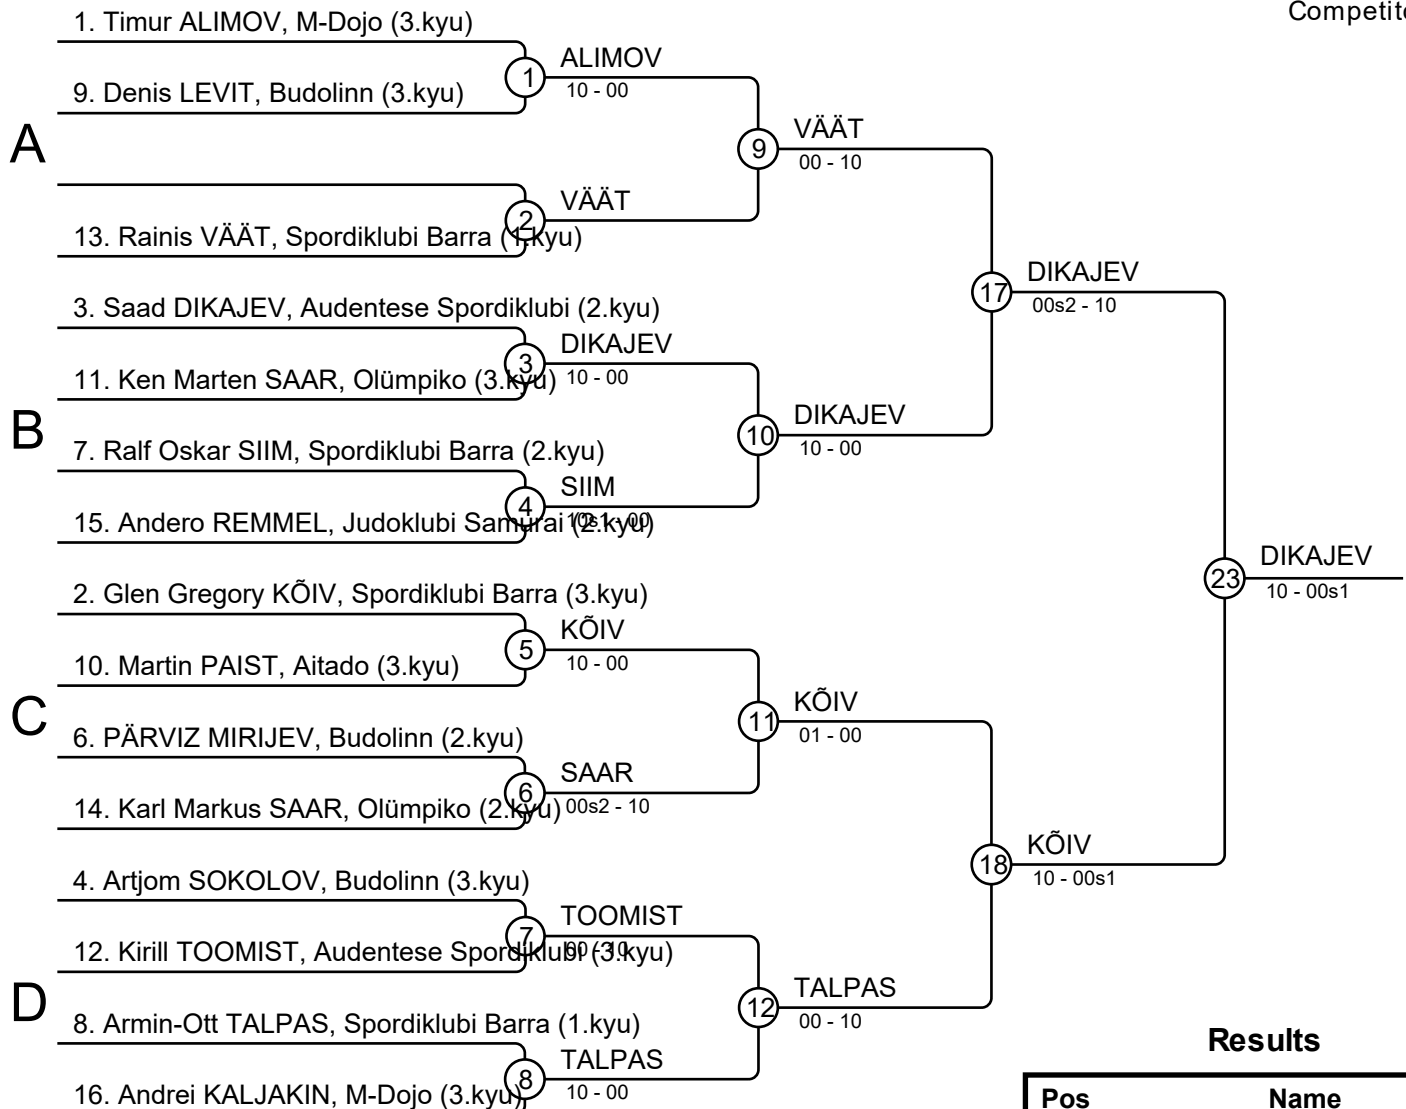 Competit
1. Timur ALIMOV, M-Dojo (3.kyu)
1
ALIMOV
10 - 00
9. Denis LEVIT, Budolinn (3.kyu)
A
9
VÄÄT
00 - 10
2
VÄÄT
13. Rainis VÄÄT, Spordiklubi Barra (1.kyu)
17
DIKAJEV
00s2 - 10
3. Saad DIKAJEV, Audentese Spordiklubi (2.kyu)
3
DIKAJEV
10 - 00
11. Ken Marten SAAR, Olümpiko (3.kyu)
B
10
DIKAJEV
10 - 00
7. Ralf Oskar SIIM, Spordiklubi Barra (2.kyu)
4
SIIM
10s1 - 00
15. Andero REMMEL, Judoklubi Samurai (2.kyu)
23
DIKAJEV
10 - 00s1
2. Glen Gregory KÕIV, Spordiklubi Barra (3.kyu)
5
KÕIV
10 - 00
10. Martin PAIST, Aitado (3.kyu)
C
11
KÕIV
01 - 00
6. PÄRVIZ MIRIJEV, Budolinn (2.kyu)
6
SAAR
00s2 - 10
14. Karl Markus SAAR, Olümpiko (2.kyu)
18
KÕIV
10 - 00s1
4. Artjom SOKOLOV, Budolinn (3.kyu)
7
TOOMIST
00 - 10
12. Kirill TOOMIST, Audentese Spordiklubi (3.kyu)
D
12
TALPAS
00 - 10
8. Armin-Ott TALPAS, Spordiklubi Barra (1.kyu)
8
TALPAS
10 - 00
16. Andrei KALJAKIN, M-Dojo (3.kyu)
Results
Pos Name